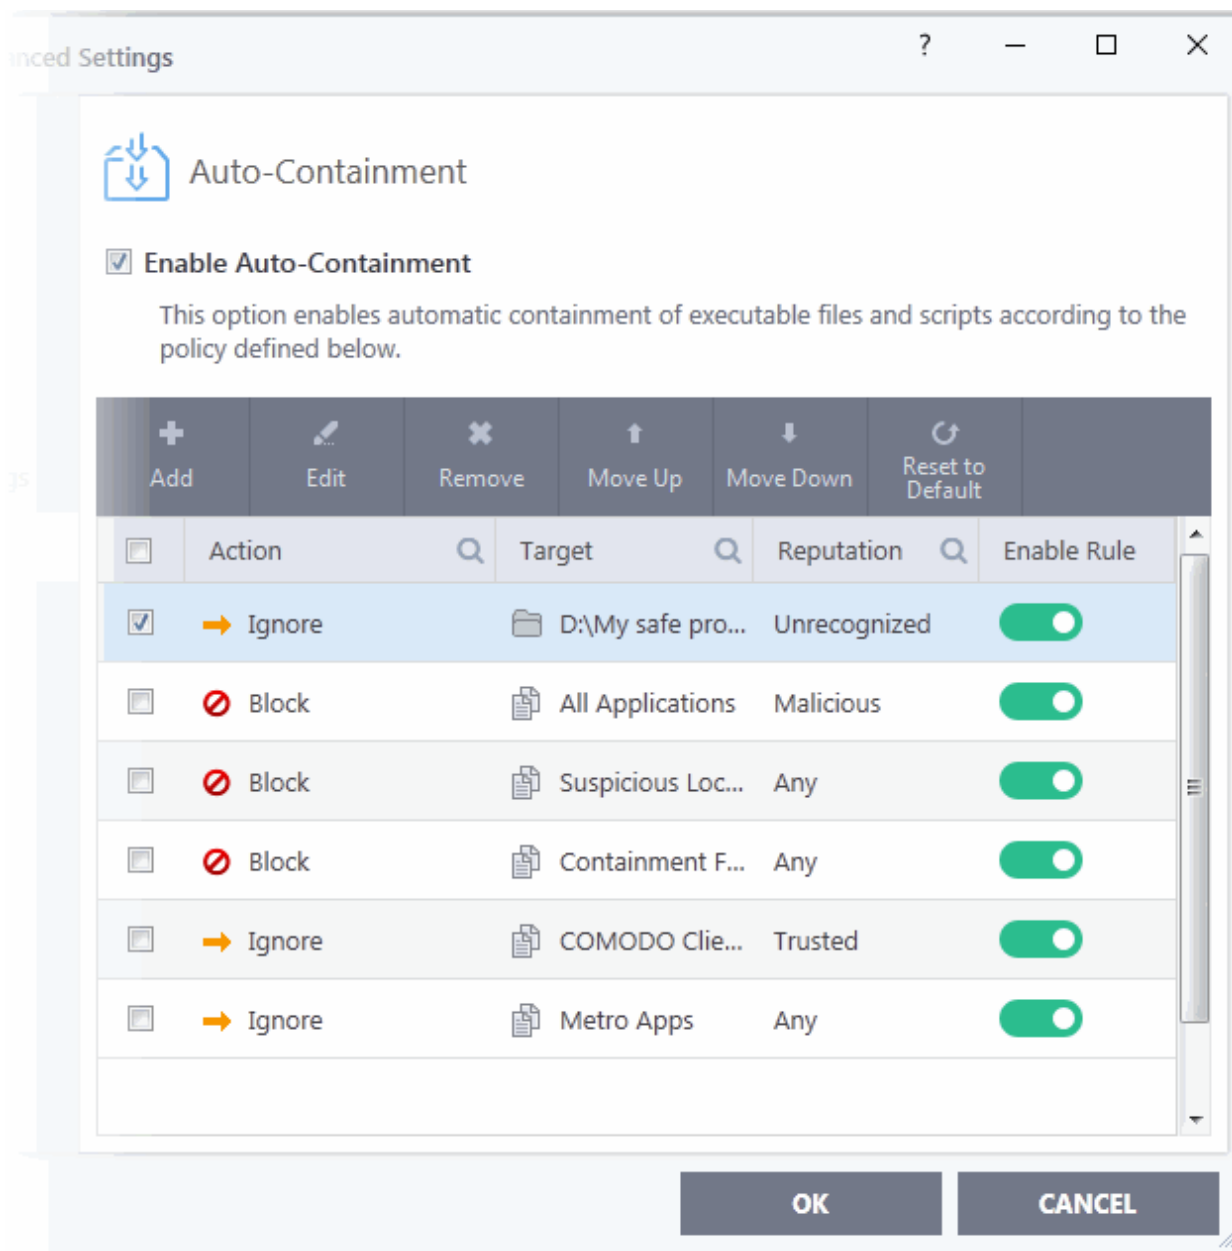 nced Settings
?
Auto-Containment
Enable Auto-Containment
This option enables automatic containment of executable files and scripts according to the
policy defined below.
Add Edit Remove Move Up Move Down Reset to Default
Action Target Reputation Enable Rule
Ignore D:\My safe pro... Unrecognized
Block All Applications Malicious
Block Suspicious Loc... Any
Block Containment F... Any
Ignore COMODO Clie... Trusted
Ignore Metro Apps Any
gs
OK CANCEL